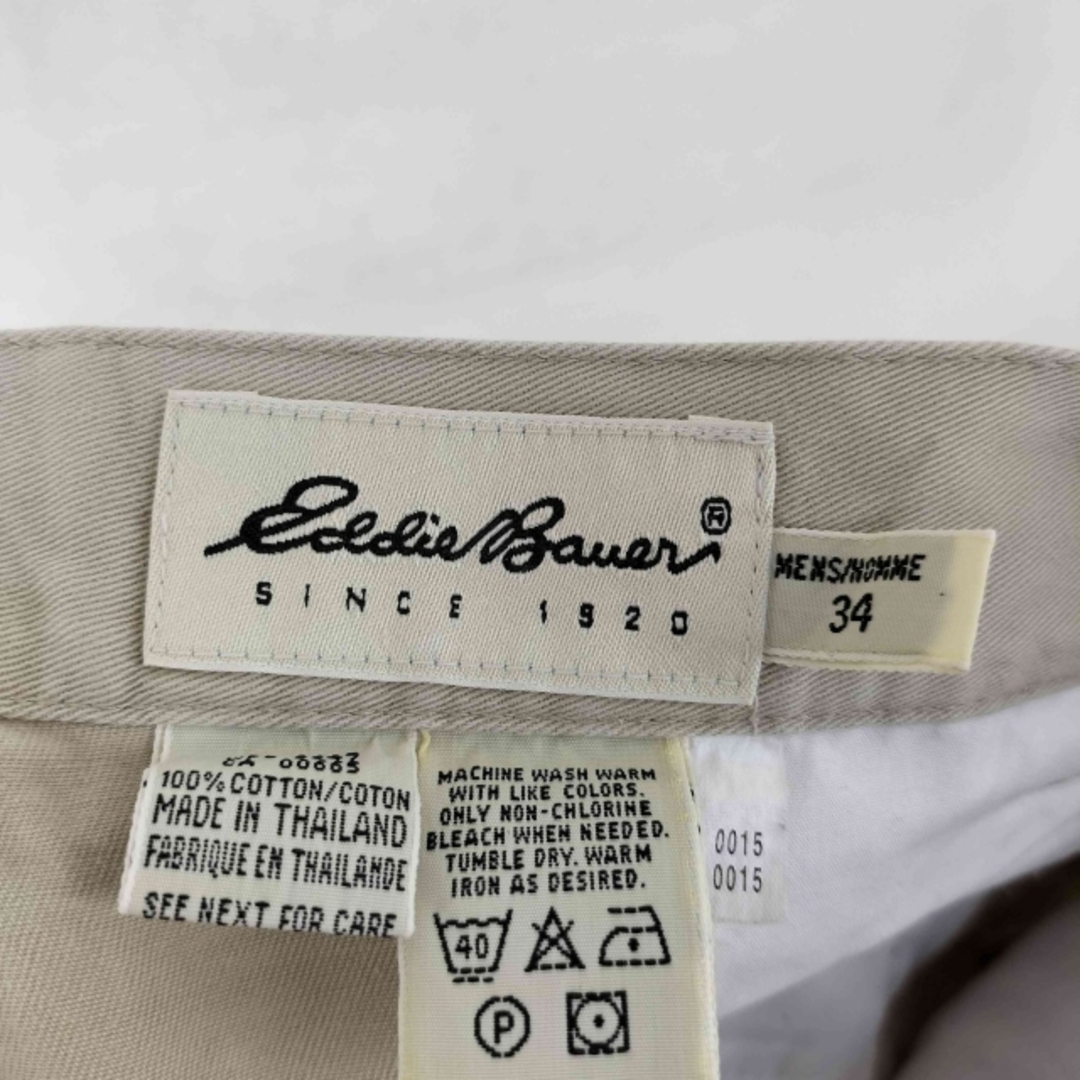 Eddie Bauer®
SINCE 1920
MENS/HOMME
34
100% COTTON/COTON
MADE IN THAILAND
FABRIQUE EN THAILANDE
SEE NEXT FOR CARE
MACHINE WASH WARM
WITH LIKE COLORS.
ONLY NON-CHLORINE
BLEACH WHEN NEEDED.
TUMBLE DRY. WARM
IRON AS DESIRED.
40
P
0015
0015